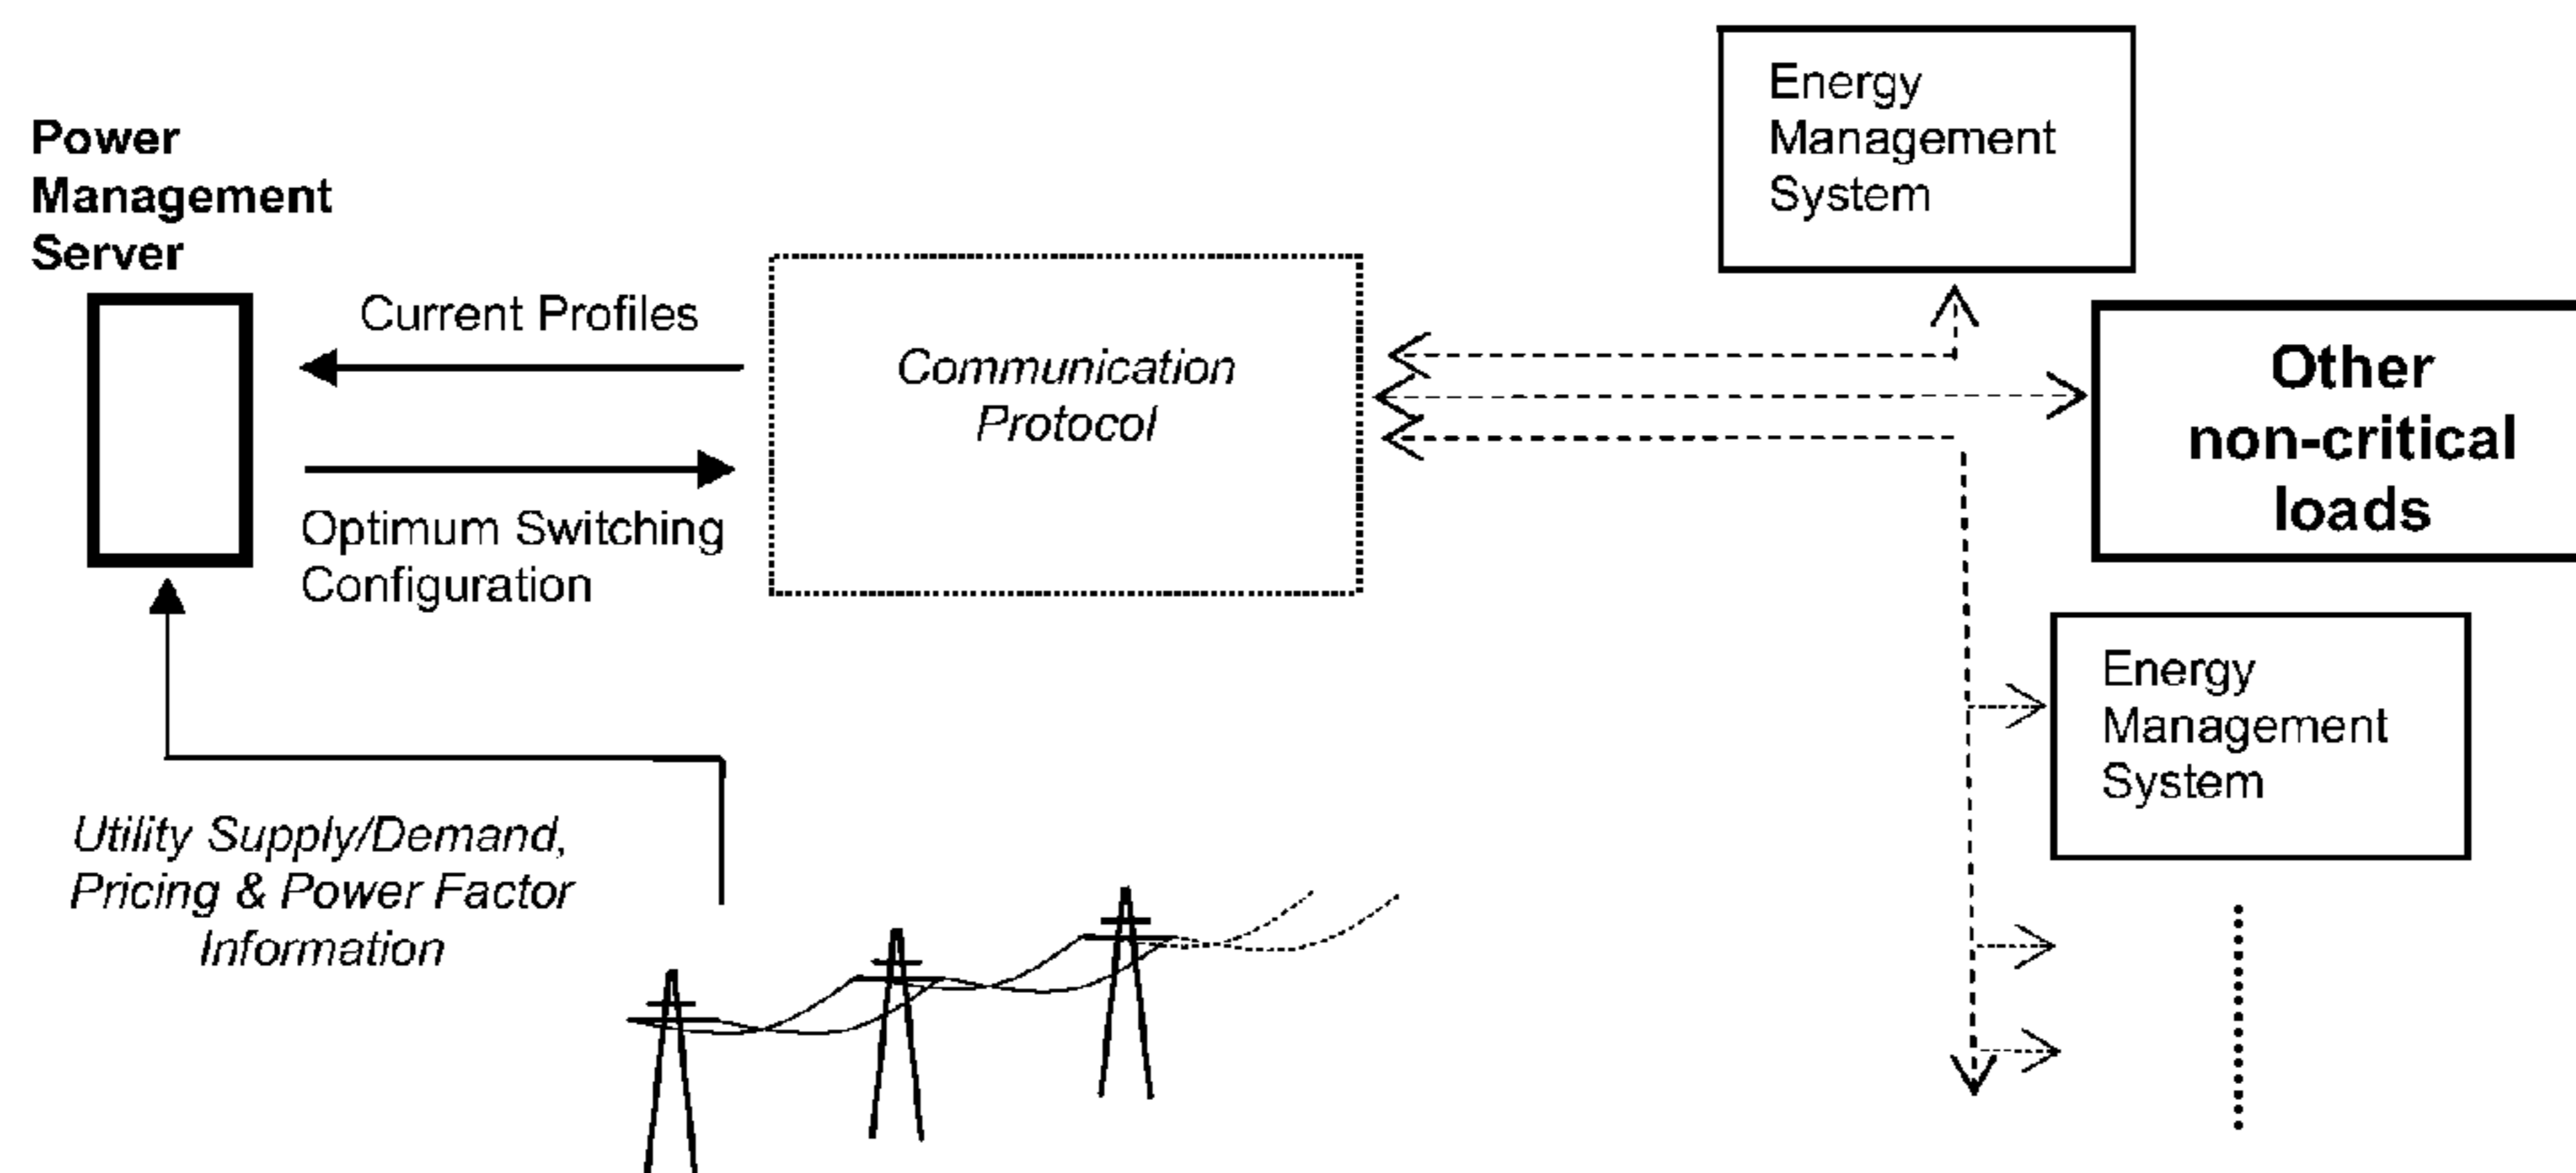 Power
Management
Server
Current Profiles
Optimum Switching
Configuration
Communication
Protocol
Energy
Management
System
Other
non-critical
loads
Energy
Management
System
Utility Supply/Demand,
Pricing & Power Factor
Information